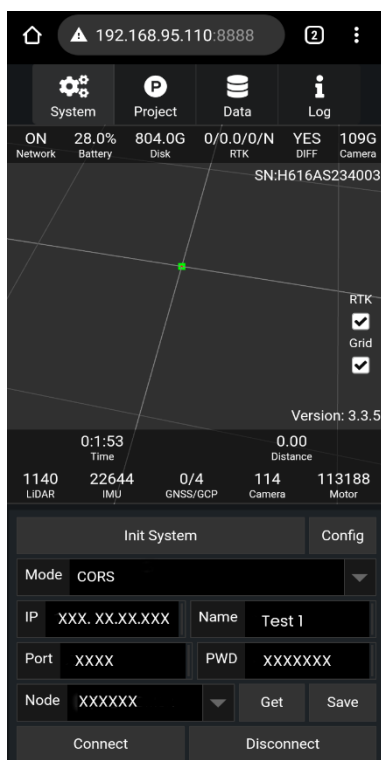 192.168.95.110:8888 2
System Project Data Log
ON 28.0% 804.0G 0/0.0/0/N YES 109G
Network Battery Disk RTK DIFF Camera
SN:H616AS234003
RTK
Grid
Version: 3.3.5
0:1:53 0.00
Time Distance
1140 22644 0/4 114 113188
LiDAR IMU GNSS/GCP Camera Motor
Init System Config
Mode CORS
IP XXX. XX.XX.XXX Name Test 1
Port XXXX PWD XXXXXXX
Node XXXXXX Get Save
Connect Disconnect